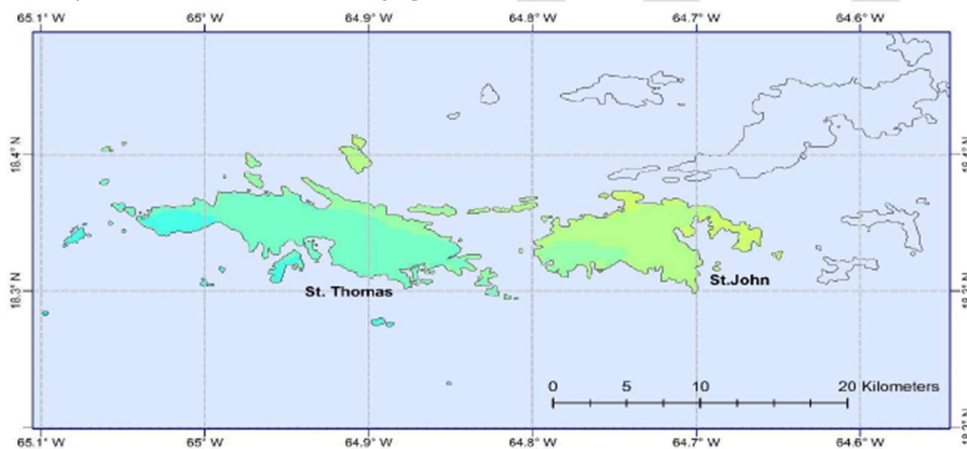 65.1° W 65° W 64.9° W 64.8° W 64.7° W 64.6° W
18.4° N
18.3° N
St. Thomas
St.John
0 5 10 20 Kilometers
65.1° W 65° W 64.9° W 64.8° W 64.7° W 64.6° W